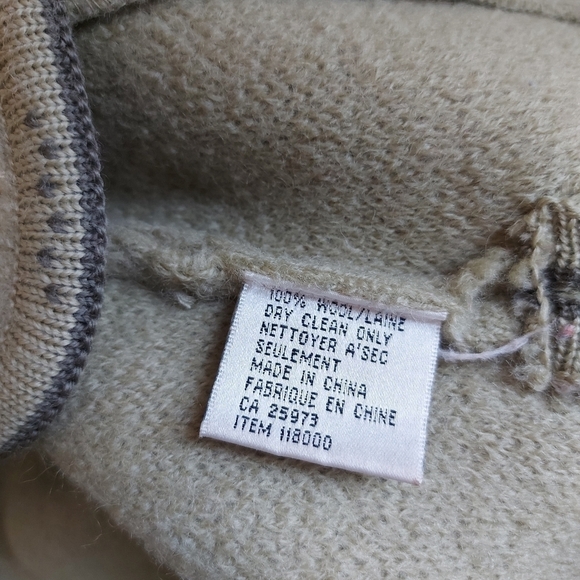 100% WOOL/LAINE
DRY CLEAN ONLY
NETTOYER A'SEC
SEULEMENT
MADE IN CHINA
FABRIQUE EN CHINE
CA 25973
ITEM 118000